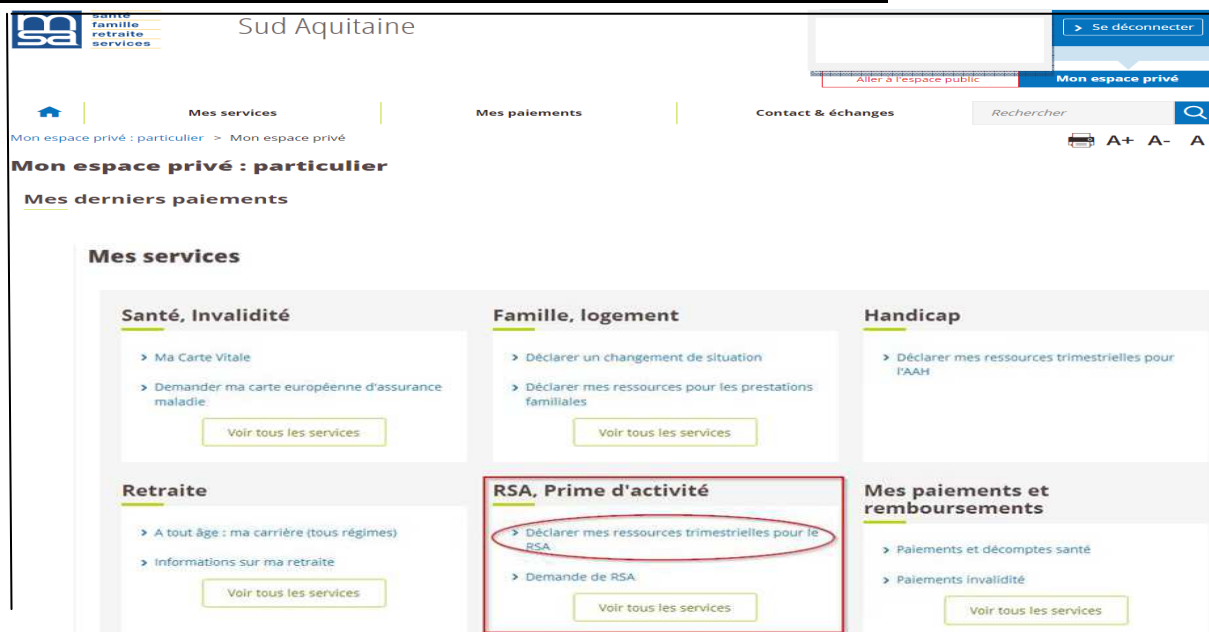 msa
santé
famille
retraite
services
Sud Aquitaine
> Se déconnecter
Aller à l'espace public
Mon espace privé
Mes services
Mes paiements
Contact & échanges
Rechercher
Mon espace privé : particulier > Mon espace privé
A+ A- A
Mon espace privé : particulier
Mes derniers paiements
Mes services
Santé, Invalidité
> Ma Carte Vitale
> Demander ma carte européenne d'assurance
maladie
Voir tous les services
Famille, logement
> Déclarer un changement de situation
> Déclarer mes ressources pour les prestations
familiales
Voir tous les services
Handicap
> Déclarer mes ressources trimestrielles pour
l'AAH
Retraite
> A tout âge : ma carrière (tous régimes)
> Informations sur ma retraite
Voir tous les services
RSA, Prime d'activité
> Déclarer mes ressources trimestrielles pour le
RSA
> Demande de RSA
Voir tous les services
Mes paiements et
remboursements
> Paiements et décomptes santé
> Paiements invalidité
Voir tous les services